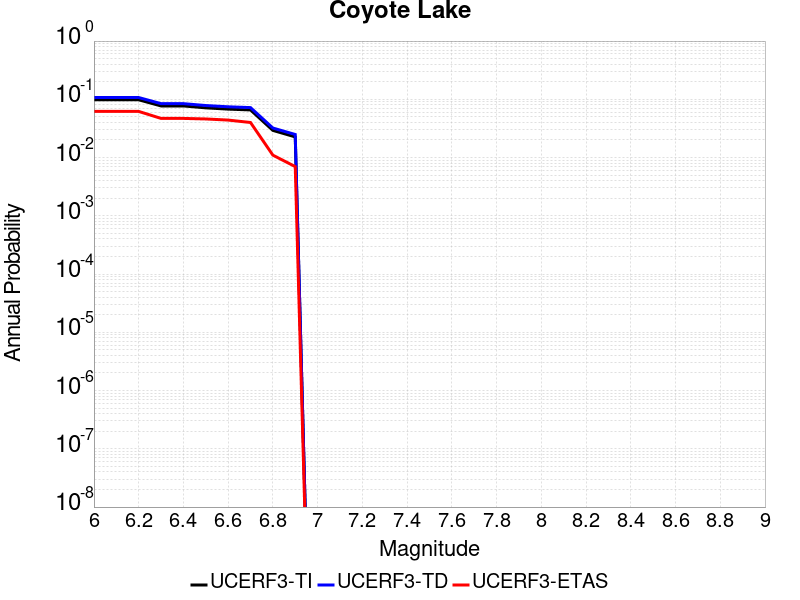 Coyote Lake
10^0
10^-1
10^-2
10^-3
10^-4
10^-5
10^-6
10^-7
10^-8
Annual Probability
6 6.2 6.4 6.6 6.8 7 7.2 7.4 7.6 7.8 8 8.2 8.4 8.6 8.8 9
Magnitude
UCERF3-TI UCERF3-TD UCERF3-ETAS